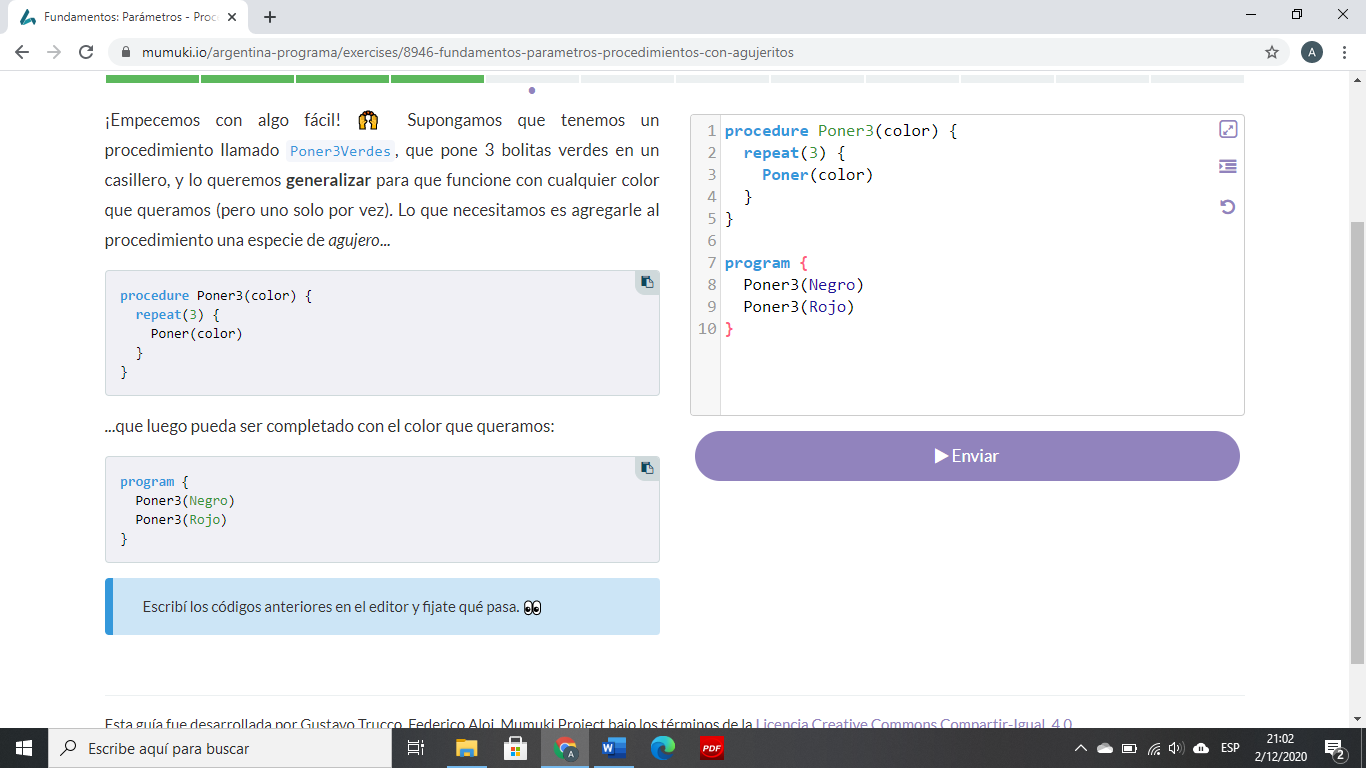 Fundamentos: Parámetros - Proc
mumuki.io/argentina-programa/exercises/8946-fundamentos-parametros-procedimientos-con-agujeritos
A
¡Empecemos con algo fácil! 🙌 Supongamos que tenemos un
procedimiento llamado Poner3Verdes, que pone 3 bolitas verdes en un
casillero, y lo queremos generalizar para que funcione con cualquier color
que queramos (pero uno solo por vez). Lo que necesitamos es agregarle al
procedimiento una especie de agujero...
procedure Poner3(color) {
repeat(3) {
Poner(color)
}
}
...que luego pueda ser completado con el color que queramos:
program {
Poner3(Negro)
Poner3(Rojo)
}
Escribí los códigos anteriores en el editor y fijate qué pasa. 👀
1 procedure Poner3(color) {
2 repeat(3) {
3 Poner(color)
4 }
5 }
6
7 program {
8 Poner3(Negro)
9 Poner3(Rojo)
10 }
Enviar
Esta guía fue desarrollada por Gustavo Trucco, Federico Aloi, Mumuki Project bajo los términos de la Licencia Creative Commons Compartir-Igual, 4.0
Escribe aquí para buscar
A
W
PDF
ESP
21:02
2/12/2020
2